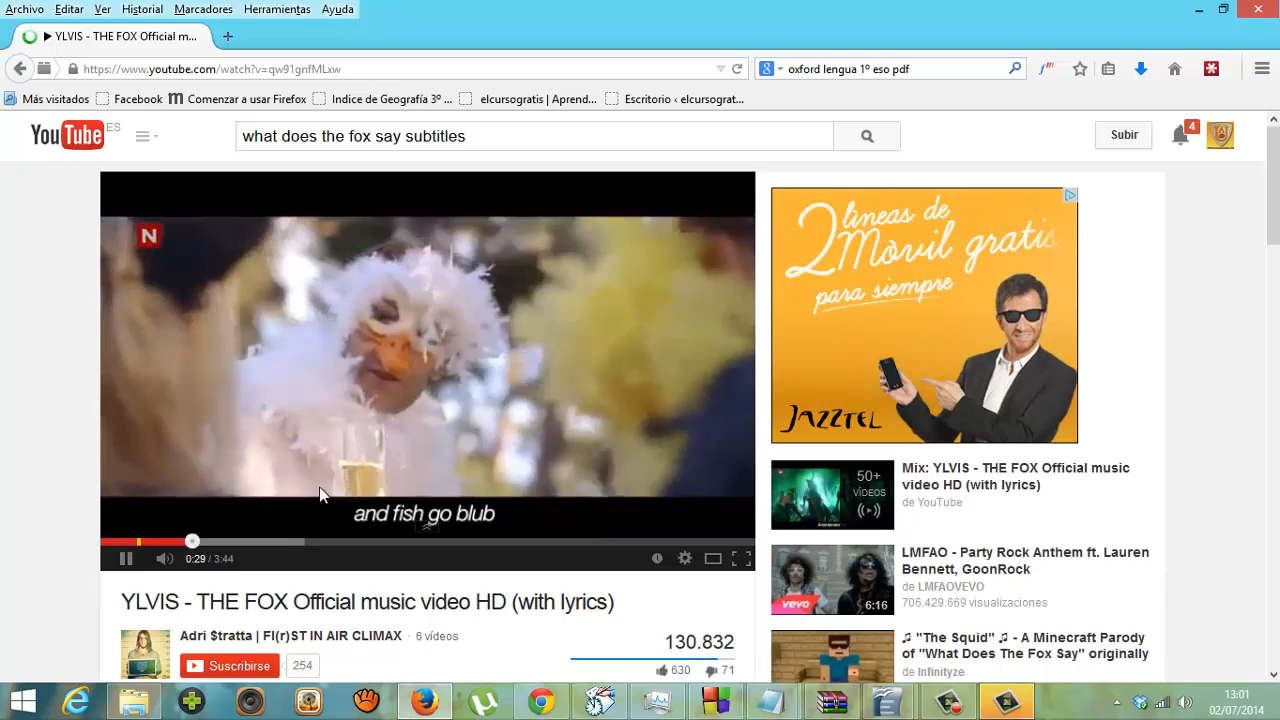 Archivo Editar Ver Historial Marcadores Herramientas Ayuda
▶ YLVIS - THE FOX Official m... +
https://www.youtube.com/watch?v=qw91gnfMLxw
oxford lengua 1º eso pdf
Más visitados Facebook Comenzar a usar Firefox Indice de Geografía 3º ... elcursogratis | Aprend... Escritorio ‹ elcursograt...
YouTube ES
what does the fox say subtitles
Subir
4
N
and fish go blub
0:29 / 3:44
YLVIS - THE FOX Official music video HD (with lyrics)
Adri $tratta | FI(r)ST IN AIR CLIMAX · 6 vídeos
Suscribirse 254
130.832
630 71
2 líneas de
Móvil gratis
para siempre
JAZZTEL
50+
VÍDEOS
Mix: YLVIS - THE FOX Official music
video HD (with lyrics)
de YouTube
vevo
6:16
LMFAO - Party Rock Anthem ft. Lauren
Bennett, GoonRock
de LMFAOVEVO
706.429.669 visualizaciones
♫ "The Squid" ♫ - A Minecraft Parody
of "What Does The Fox Say" originally
de Infinityze
13:01
02/07/2014